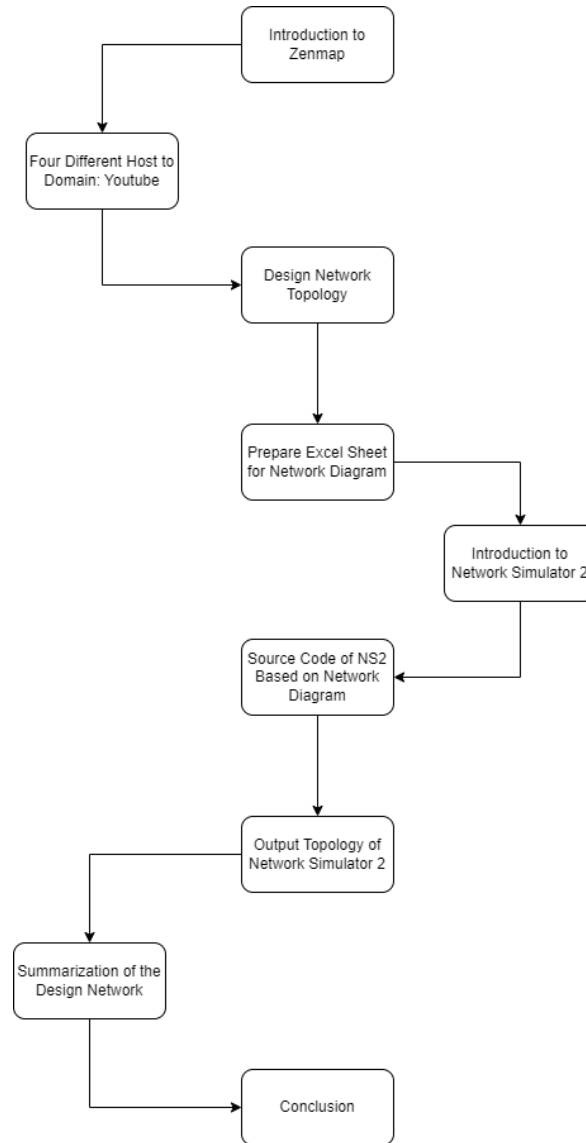 Introduction to
Zenmap
Four Different Host to
Domain: Youtube
Design Network
Topology
Prepare Excel Sheet
for Network Diagram
Introduction to
Network Simulator 2
Source Code of NS2
Based on Network
Diagram
Output Topology of
Network Simulator 2
Summarization of the
Design Network
Conclusion